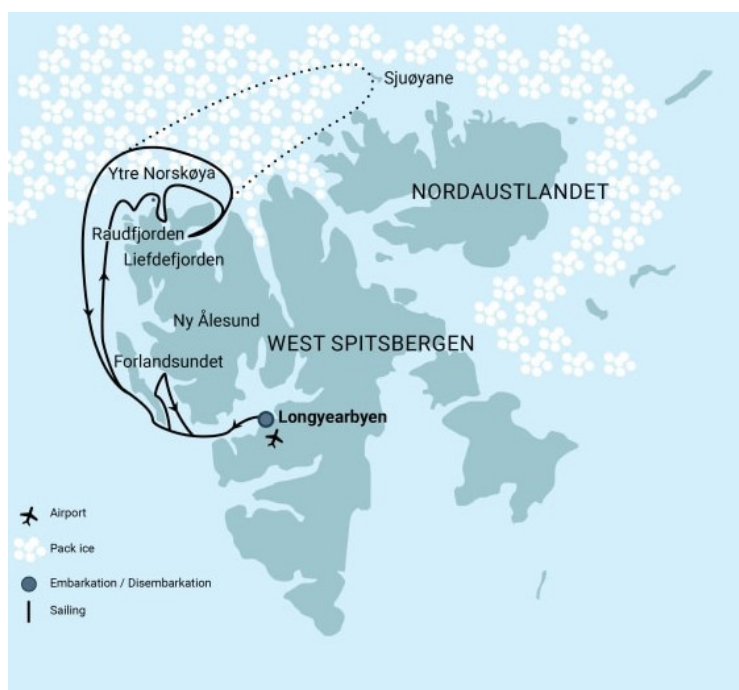 Sjuøyane
Ytre Norskøya
NORDAUSTLANDET
Raudfjorden
Liefdefjorden
Ny Ålesund
WEST SPITSBERGEN
Forlandsundet
Longyearbyen
Airport
Pack ice
Embarkation / Disembarkation
Sailing